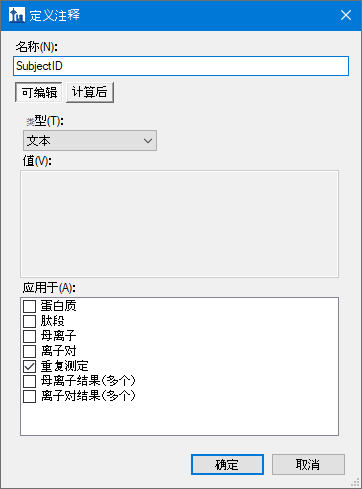 定义注释
名称(N):
SubjectID
可编辑 计算后
类型(T):
文本
值(V):
应用于(A):
蛋白质
肽段
母离子
离子对
重复测定
母离子结果(多个)
离子对结果(多个)
确定 取消